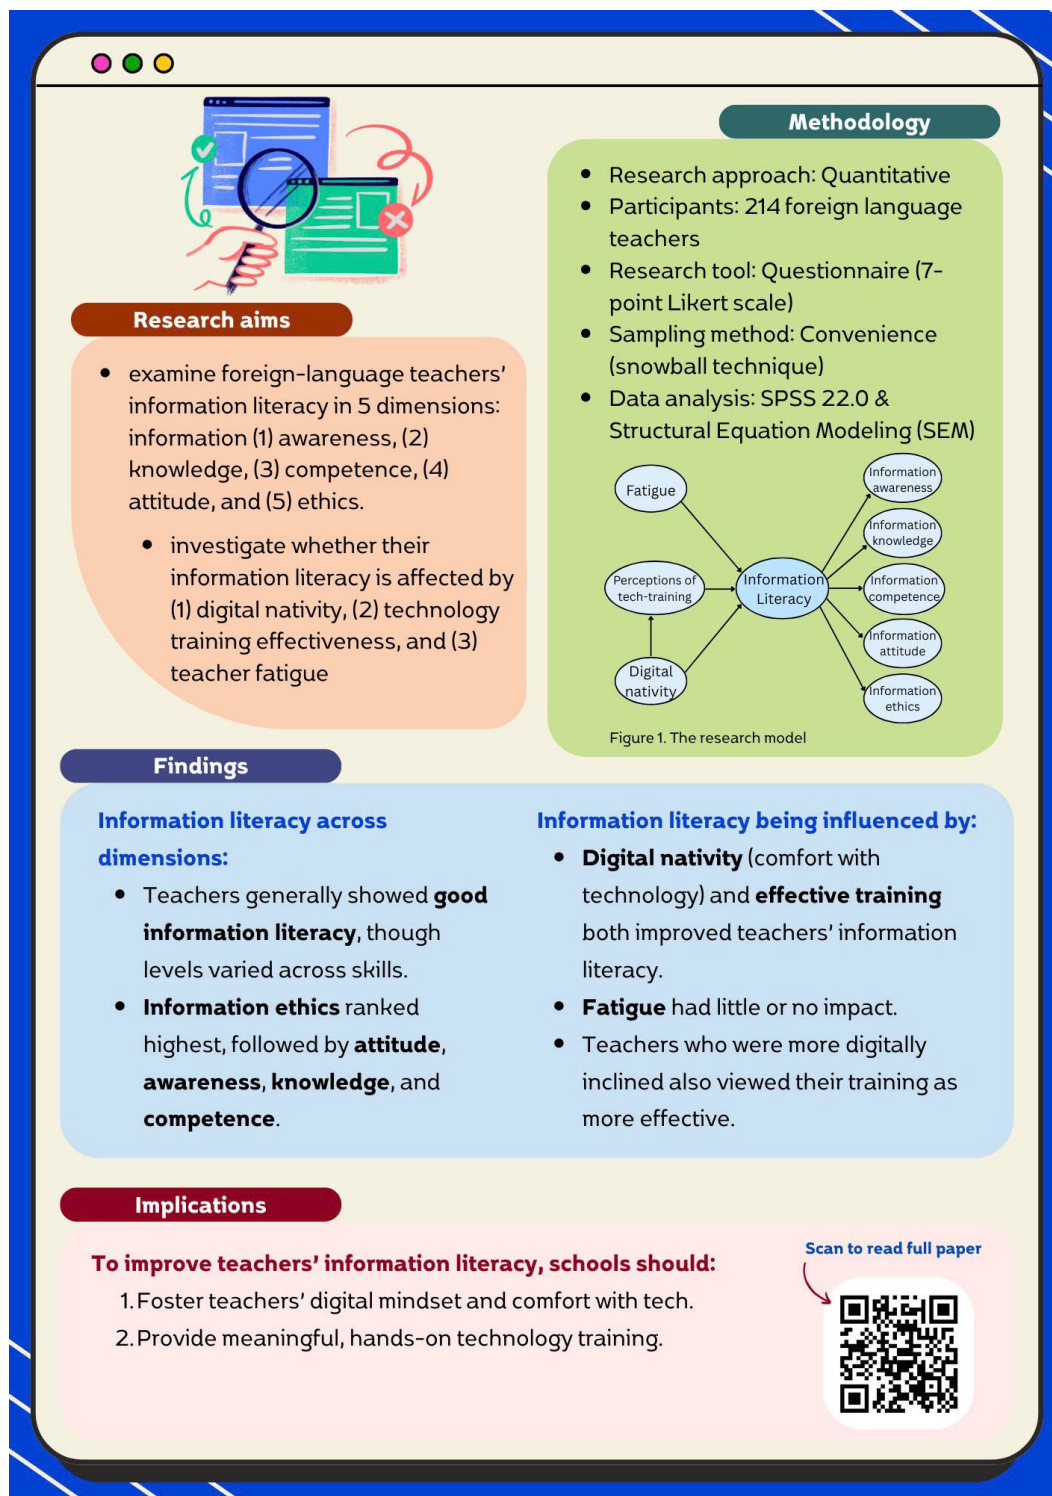 Research aims
• examine foreign-language teachers'
information literacy in 5 dimensions:
information (1) awareness, (2)
knowledge, (3) competence, (4)
attitude, and (5) ethics.
• investigate whether their
information literacy is affected by
(1) digital nativity, (2) technology
training effectiveness, and (3)
teacher fatigue
Methodology
• Research approach: Quantitative
• Participants: 214 foreign language
teachers
• Research tool: Questionnaire (7-
point Likert scale)
• Sampling method: Convenience
(snowball technique)
• Data analysis: SPSS 22.0 &
Structural Equation Modeling (SEM)
Fatigue
Perceptions of
tech-training
Digital
nativity
Information
Literacy
Information
awareness
Information
knowledge
Information
competence
Information
attitude
Information
ethics
Figure 1. The research model
Findings
Information literacy across
dimensions:
• Teachers generally showed good
information literacy, though
levels varied across skills.
• Information ethics ranked
highest, followed by attitude,
awareness, knowledge, and
competence.
Information literacy being influenced by:
• Digital nativity (comfort with
technology) and effective training
both improved teachers' information
literacy.
• Fatigue had little or no impact.
• Teachers who were more digitally
inclined also viewed their training as
more effective.
Implications
To improve teachers' information literacy, schools should:
1. Foster teachers' digital mindset and comfort with tech.
2. Provide meaningful, hands-on technology training.
Scan to read full paper